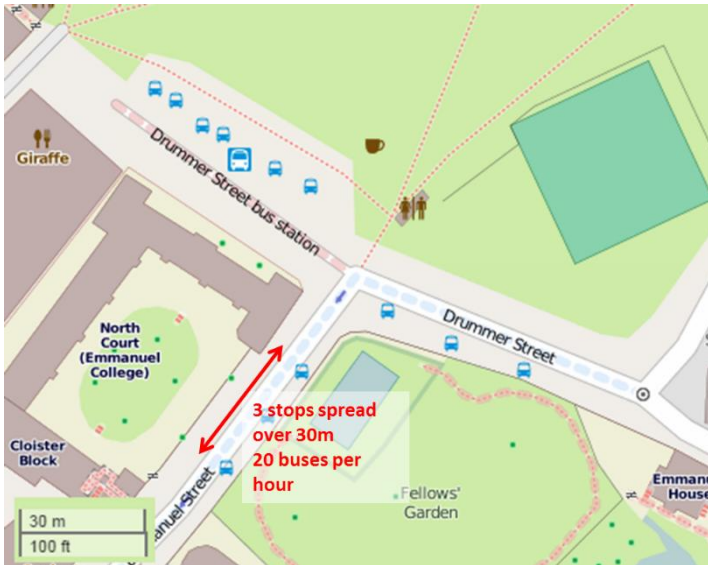 Giraffe
Drummer Street bus station
North
Court
(Emmanuel
College)
Drummer Street
3 stops spread
over 30m
20 buses per
hour
Cloister
Block
manuel Street
Fellows'
Garden
Emmanu
House
30 m
100 ft